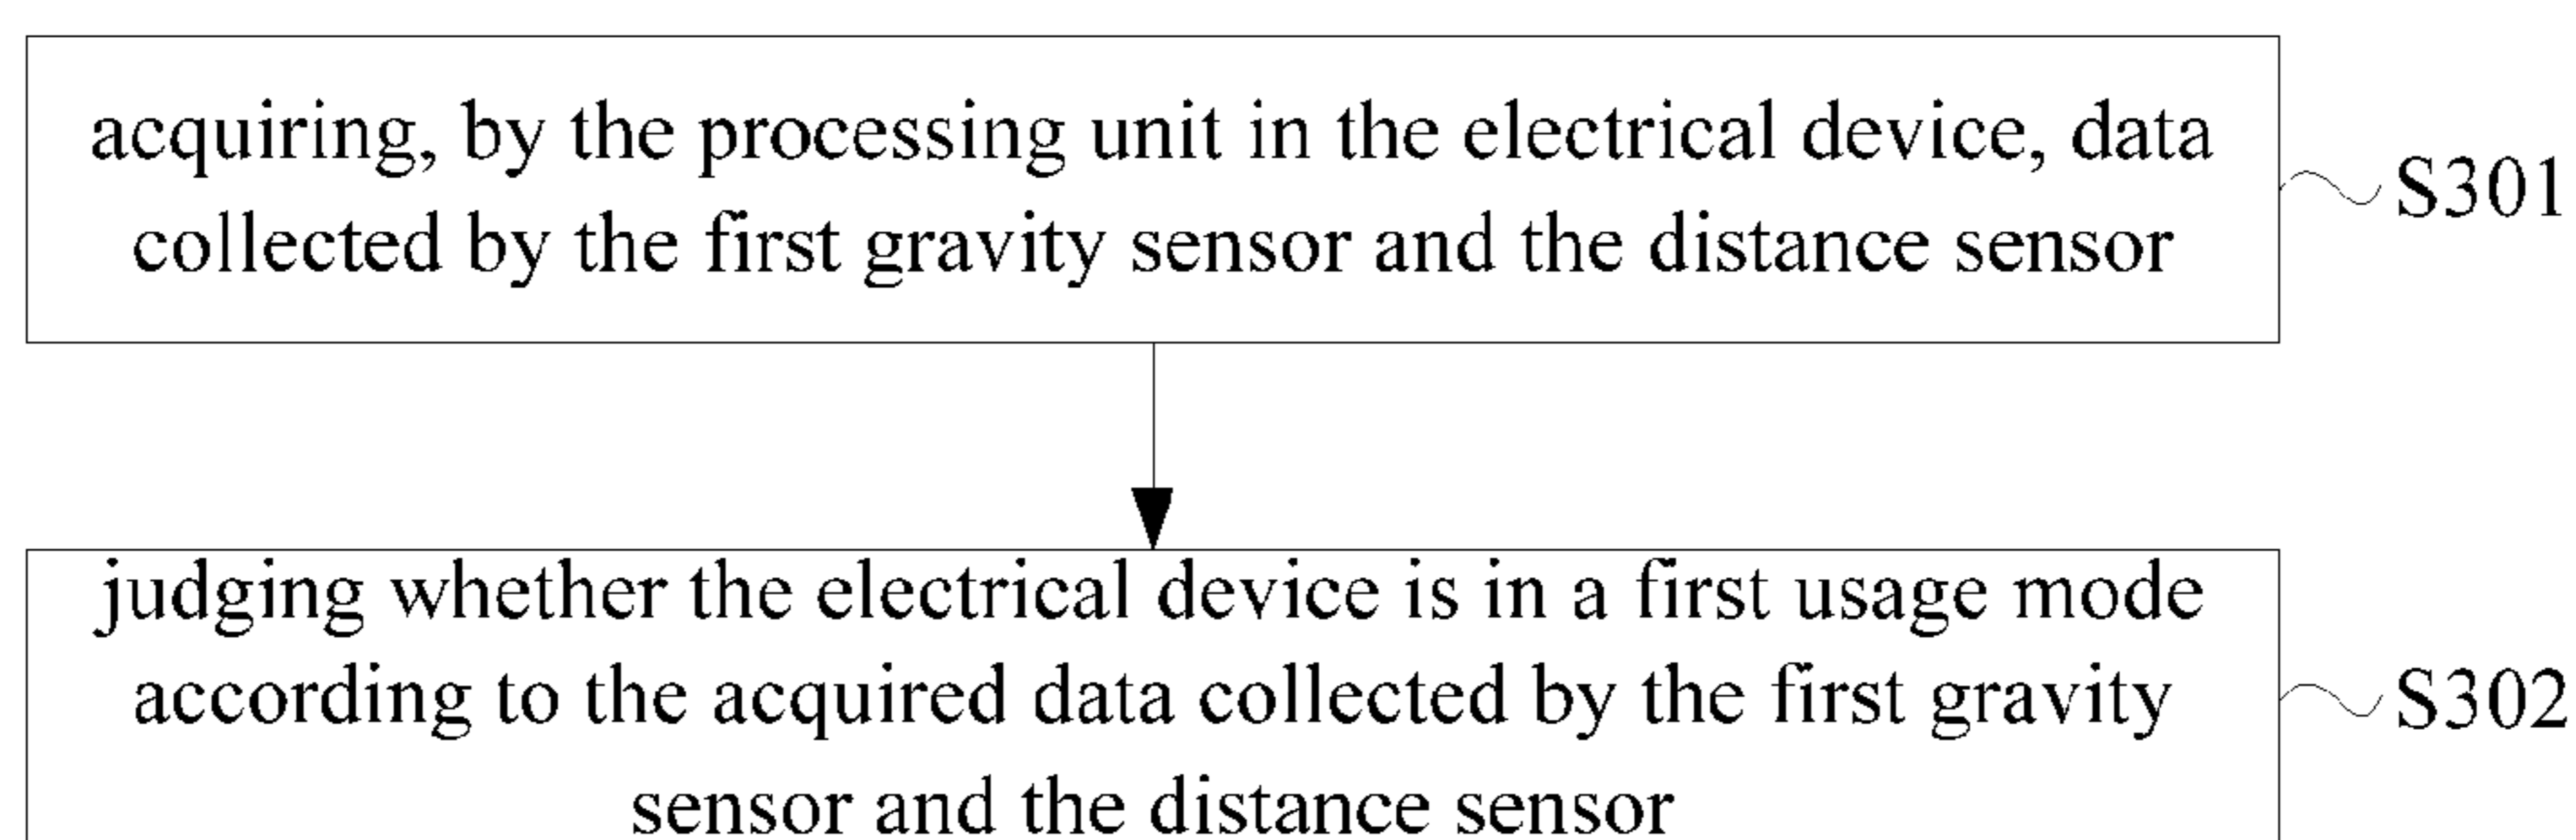 acquiring, by the processing unit in the electrical device, data
collected by the first gravity sensor and the distance sensor
S301
judging whether the electrical device is in a first usage mode
according to the acquired data collected by the first gravity
sensor and the distance sensor
S302